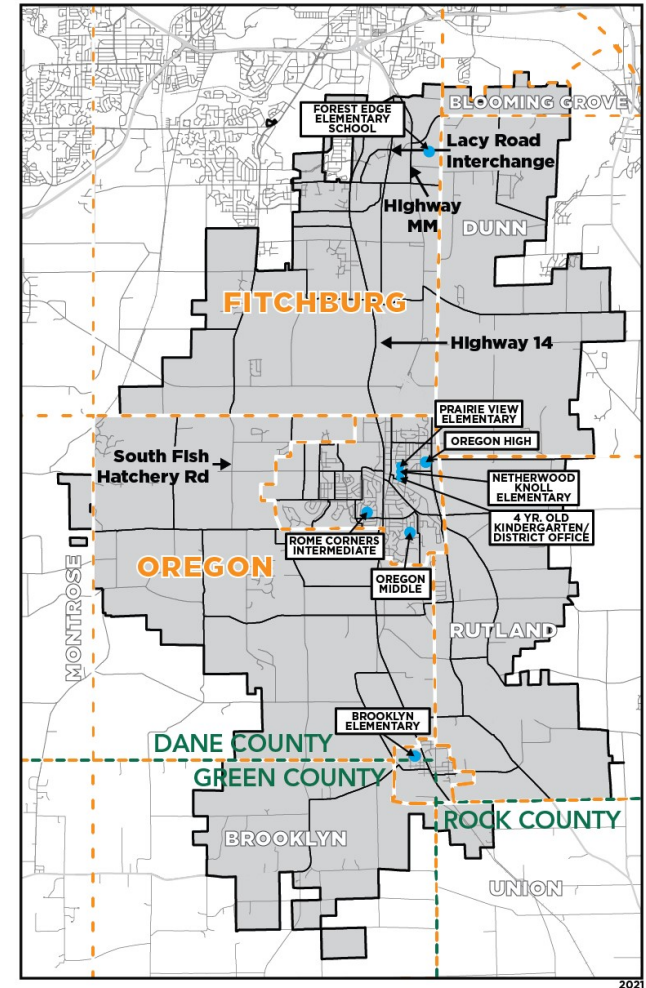 BLOOMING GROVE
FOREST EDGE
ELEMENTARY
SCHOOL
Lacy Road
Interchange
Highway
MM
DUNN
FITCHBURG
Highway 14
PRAIRIE VIEW
ELEMENTARY
OREGON HIGH
South Fish
Hatchery Rd
NETHERWOOD
KNOLL
ELEMENTARY
4 YR. OLD
KINDERGARTEN/
DISTRICT OFFICE
ROME CORNERS
INTERMEDIATE
OREGON
OREGON
MIDDLE
MONTROSE
RUTLAND
BROOKLYN
ELEMENTARY
DANE COUNTY
GREEN COUNTY
ROCK COUNTY
BROOKLYN
UNION
2021